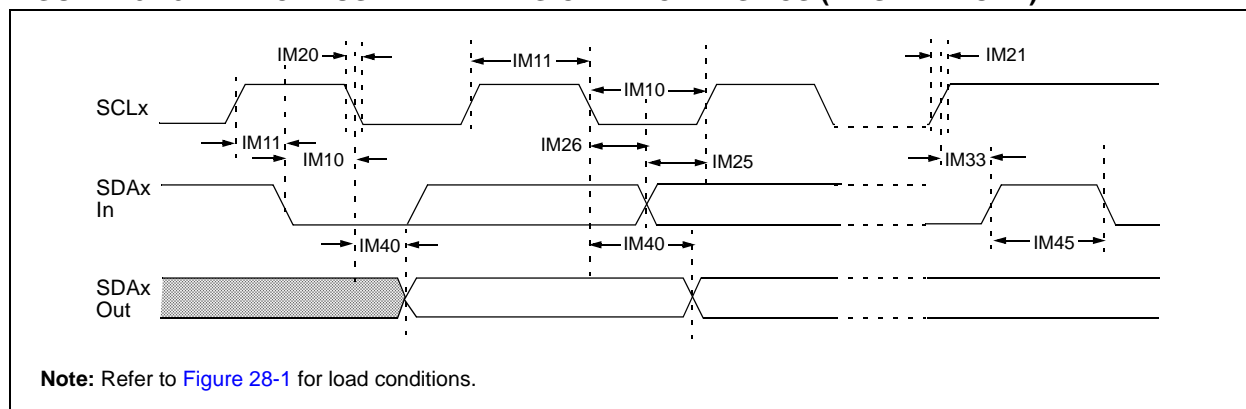 IM20
IM11
IM21
SCLx
IM10
IM11
IM10
IM26
IM25
IM33
SDAx
In
IM40
IM40
IM45
SDAx
Out
Note: Refer to Figure 28-1 for load conditions.